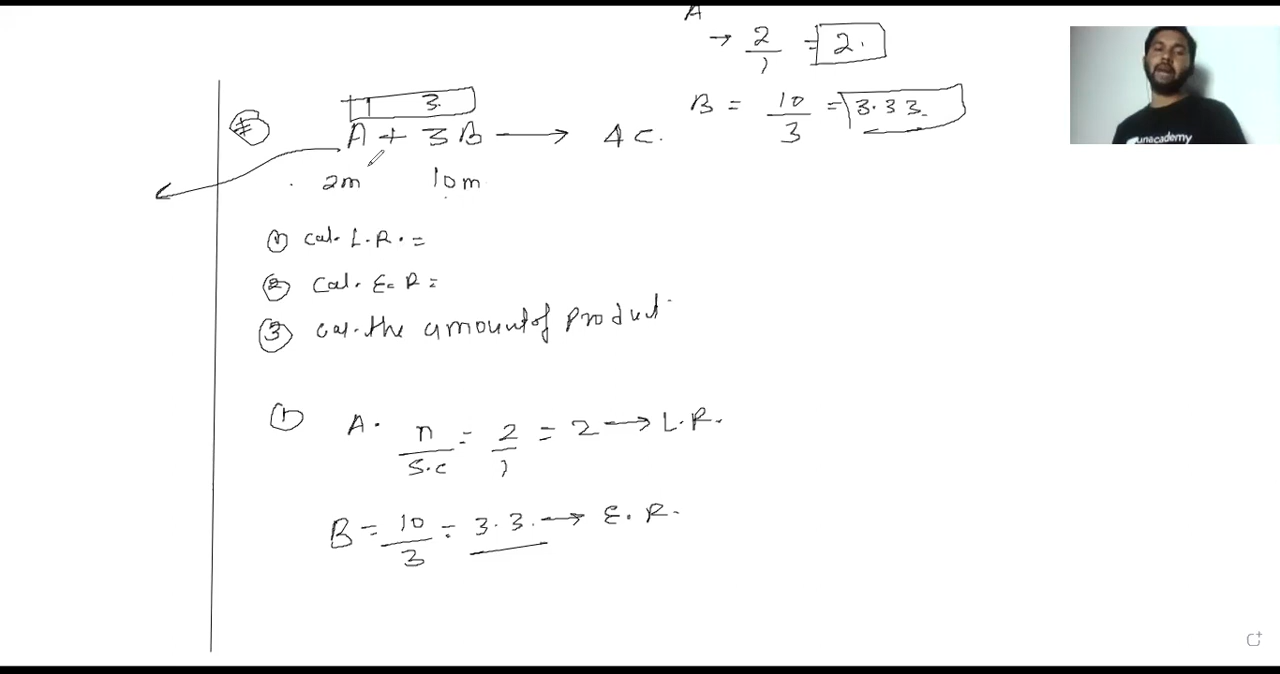 A
→ 2/1 = 2.
B = 10/3 = 3.33
1 3.
A + 3B → 4C.
2m 10m
① Cal. L.R. =
② Cal. E.R =
③ Cal. the amount of product.
① A. n/S.C = 2/1 = 2 → L.R.
B = 10/3 = 3.3. → E.R.
unacademy